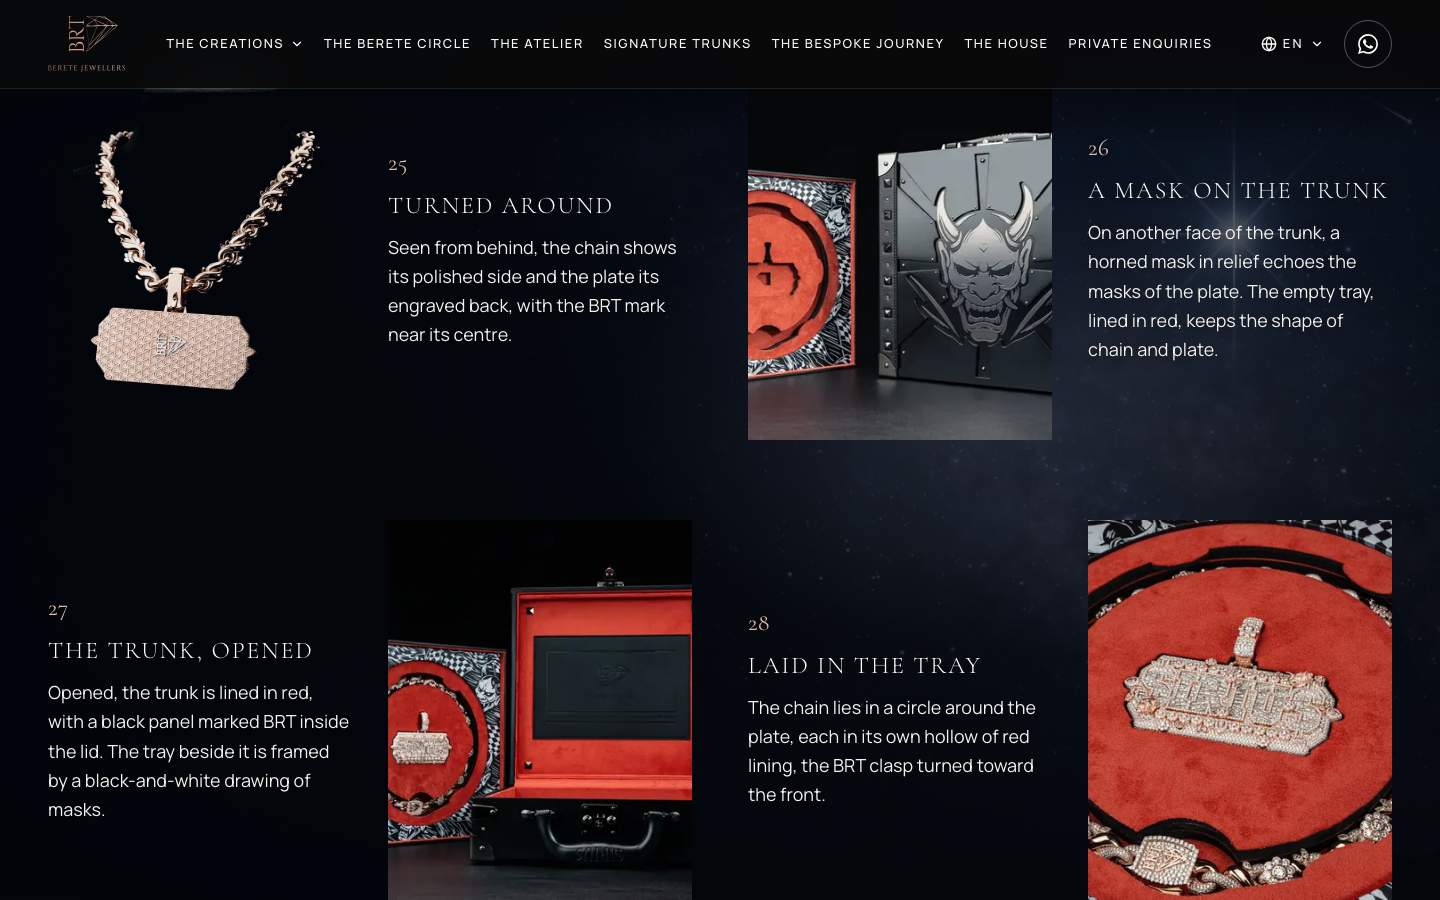 BRT
BERETE JEWELLERS
THE CREATIONS
THE BERETE CIRCLE
THE ATELIER
SIGNATURE TRUNKS
THE BESPOKE JOURNEY
THE HOUSE
PRIVATE ENQUIRIES
EN
25
TURNED AROUND
Seen from behind, the chain shows
its polished side and the plate its
engraved back, with the BRT mark
near its centre.
BRT
26
A MASK ON THE TRUNK
On another face of the trunk, a
horned mask in relief echoes the
masks of the plate. The empty tray,
lined in red, keeps the shape of
chain and plate.
27
THE TRUNK, OPENED
Opened, the trunk is lined in red,
with a black panel marked BRT inside
the lid. The tray beside it is framed
by a black-and-white drawing of
masks.
28
LAID IN THE TRAY
The chain lies in a circle around the
plate, each in its own hollow of red
lining, the BRT clasp turned toward
the front.